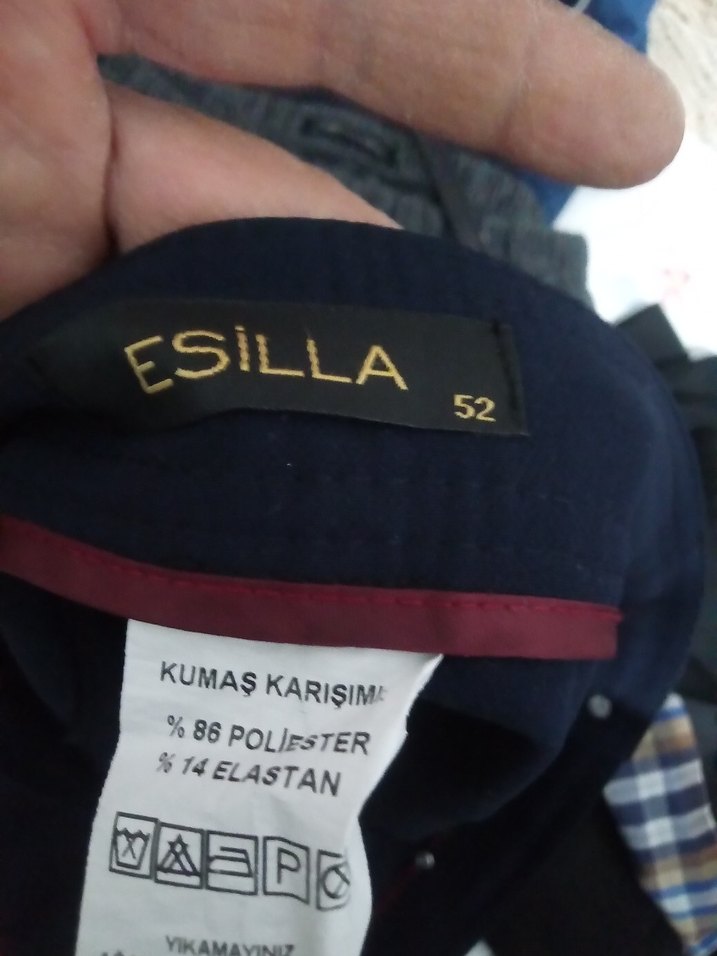 ESİLLA
52
KUMAŞ KARIŞIMI
% 86 POLİESTER
% 14 ELASTAN
P
YIKAMAYINIZ